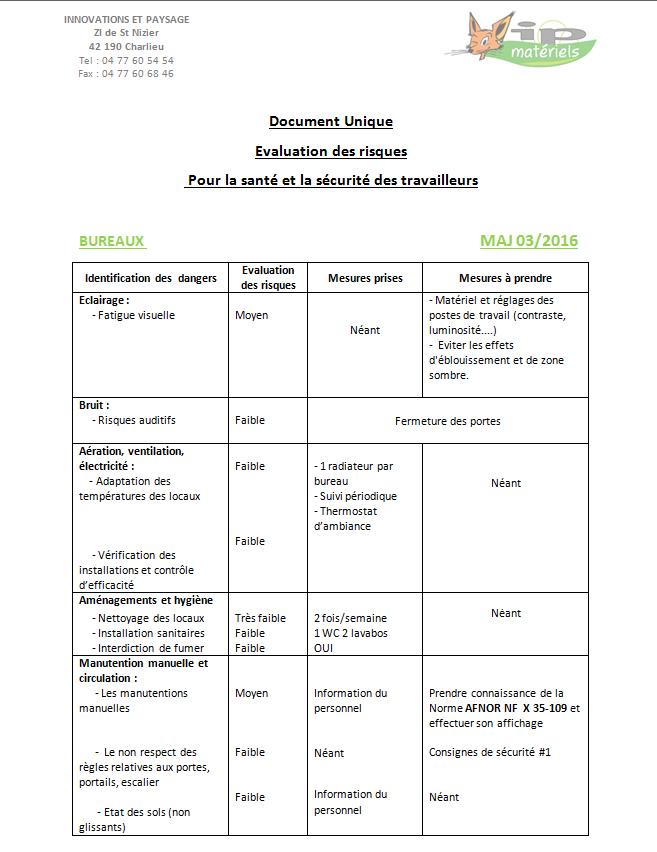 INNOVATIONS ET PAYSAGE
ZI de St Nizier
42 190 Charlieu
Tel : 04 77 60 54 54
Fax : 04 77 60 68 46
ip
matériels
Document Unique
Evaluation des risques
Pour la santé et la sécurité des travailleurs
BUREAUX MAJ 03/2016
Identification des dangers
Evaluation
des risques
Mesures prises
Mesures à prendre
Eclairage :
- Fatigue visuelle
Moyen
Néant
- Matériel et réglages des
postes de travail (contraste,
luminosité....)
- Eviter les effets
d'éblouissement et de zone
sombre.
Bruit :
- Risques auditifs
Faible
Fermeture des portes
Aération, ventilation,
électricité :
- Adaptation des
températures des locaux
- Vérification des
installations et contrôle
d’efficacité
Faible
Faible
- 1 radiateur par
bureau
- Suivi périodique
- Thermostat
d’ambiance
Néant
Aménagements et hygiène
- Nettoyage des locaux
- Installation sanitaires
- Interdiction de fumer
Très faible
Faible
Faible
2 fois/semaine
1 WC 2 lavabos
OUI
Néant
Manutention manuelle et
circulation :
- Les manutentions
manuelles
- Le non respect des
règles relatives aux portes,
portails, escalier
- Etat des sols (non
glissants)
Moyen
Faible
Faible
Information du
personnel
Néant
Information du
personnel
Prendre connaissance de la
Norme AFNOR NF X 35-109 et
effectuer son affichage
Consignes de sécurité #1
Néant